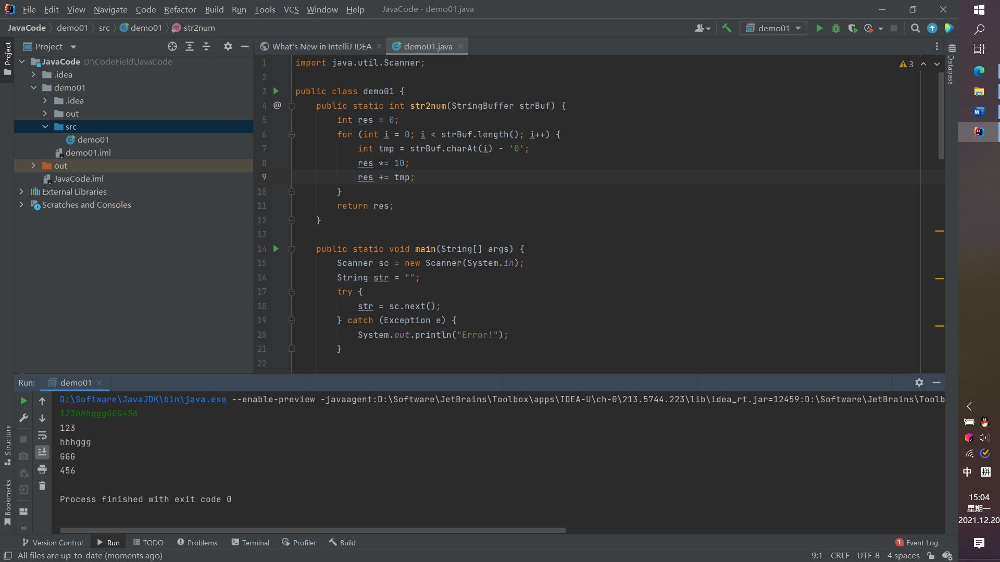 File Edit View Navigate Code Refactor Build Run Tools VCS Window Help JavaCode - demo01.java
JavaCode demo01 src demo01 str2num
demo01
Project
What's New in IntelliJ IDEA
demo01.java
Project
Database
JavaCode D:\CodeField\JavaCode
.idea
demo01
.idea
out
src
demo01
demo01.iml
out
JavaCode.iml
External Libraries
Scratches and Consoles
3
1 import java.util.Scanner;
2
3 public class demo01 {
4 @ public static int str2num(StringBuffer strBuf) {
5 int res = 0;
6 for (int i = 0; i < strBuf.length(); i++) {
7 int tmp = strBuf.charAt(i) - '0';
8 res *= 10;
9 res += tmp;
10 }
11 return res;
12 }
13
14 public static void main(String[] args) {
15 Scanner sc = new Scanner(System.in);
16 String str = "";
17 try {
18 str = sc.next();
19 } catch (Exception e) {
20 System.out.println("Error!");
21 }
22
Run: demo01
D:\Software\JavaJDK\bin\java.exe --enable-preview -javaagent:D:\Software\JetBrains\Toolbox\apps\IDEA-U\ch-0\213.5744.223\lib\idea_rt.jar=12459:D:\Software\JetBrains\Toolb
123hhhgggGGG456
123
hhhggg
GGG
456
Process finished with exit code 0
Structure
Bookmarks
Version Control Run TODO Problems Terminal Profiler Build
1 Event Log
All files are up-to-date (moments ago)
9:1 CRLF UTF-8 4 spaces
中 拼
15:04
星期一
2021.12.20